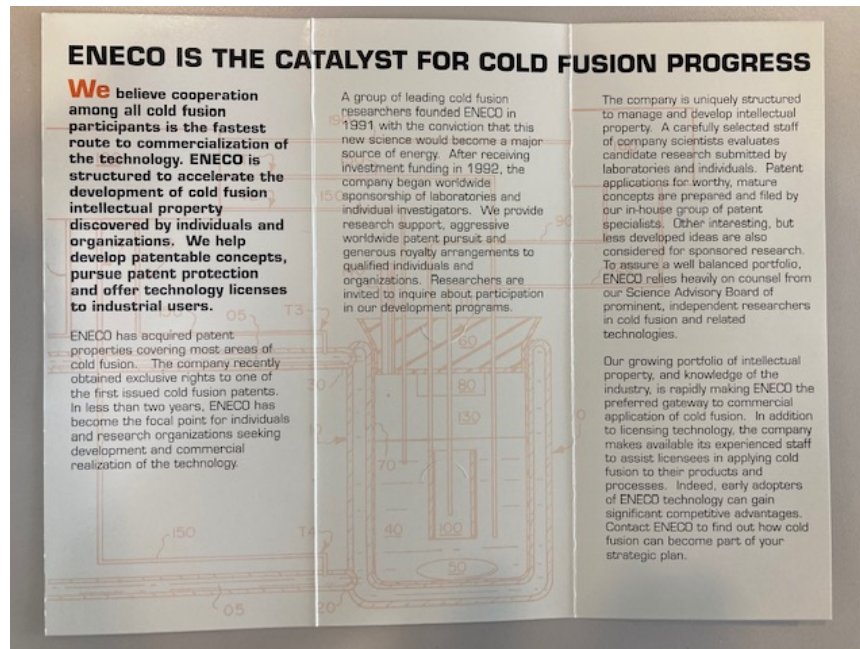 ENECO IS THE CATALYST FOR COLD FUSION PROGRESS
We believe cooperation
among all cold fusion
participants is the fastest
route to commercialization of
the technology. ENECO is
structured to accelerate the
development of cold fusion
intellectual property
discovered by individuals and
organizations. We help
develop patentable concepts,
pursue patent protection
and offer technology licenses
to industrial users.
ENECO has acquired patent
properties covering most areas of
cold fusion. The company recently
obtained exclusive rights to one of
the first issued cold fusion patents.
In less than two years, ENECO has
become the focal point for individuals
and research organizations seeking
development and commercial
realization of the technology.
A group of leading cold fusion
researchers founded ENECO in
1991 with the conviction that this
new science would become a major
source of energy. After receiving
investment funding in 1992, the
company began worldwide
sponsorship of laboratories and
individual investigators. We provide
research support, aggressive
worldwide patent pursuit and
generous royalty arrangements to
qualified individuals and
organizations. Researchers are
invited to inquire about participation
in our development programs.
The company is uniquely structured
to manage and develop intellectual
property. A carefully selected staff
of company scientists evaluates
candidate research submitted by
laboratories and individuals. Patent
applications for worthy, mature
concepts are prepared and filed by
our in-house group of patent
specialists. Other interesting, but
less developed ideas are also
considered for sponsored research.
To assure a well balanced portfolio,
ENECO relies heavily on counsel from
our Science Advisory Board of
prominent, independent researchers
in cold fusion and related
technologies.
Our growing portfolio of intellectual
property, and knowledge of the
industry, is rapidly making ENECO the
preferred gateway to commercial
application of cold fusion. In addition
to licensing technology, the company
makes available its experienced staff
to assist licensees in applying cold
fusion to their products and
processes. Indeed, early adopters
of ENECO technology can gain
significant competitive advantages.
Contact ENECO to find out how cold
fusion can become part of your
strategic plan.
05
T3
30
60
80
130
70
40
100
50
150
T4
05
20
90